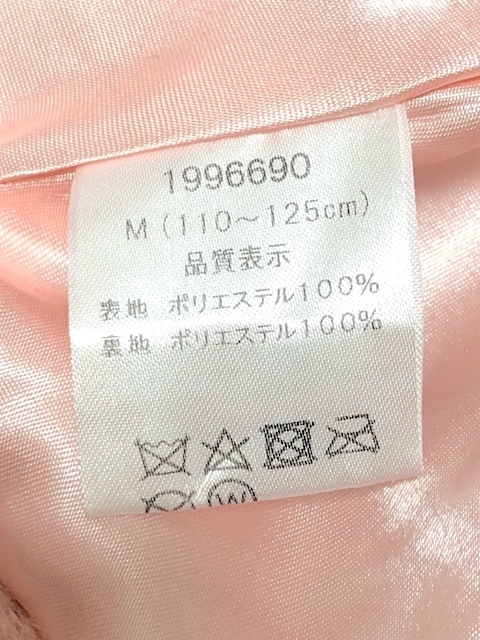 1996690
M(110～125cm)
品質表示
表地 ポリエステル100%
裏地 ポリエステル100%
W